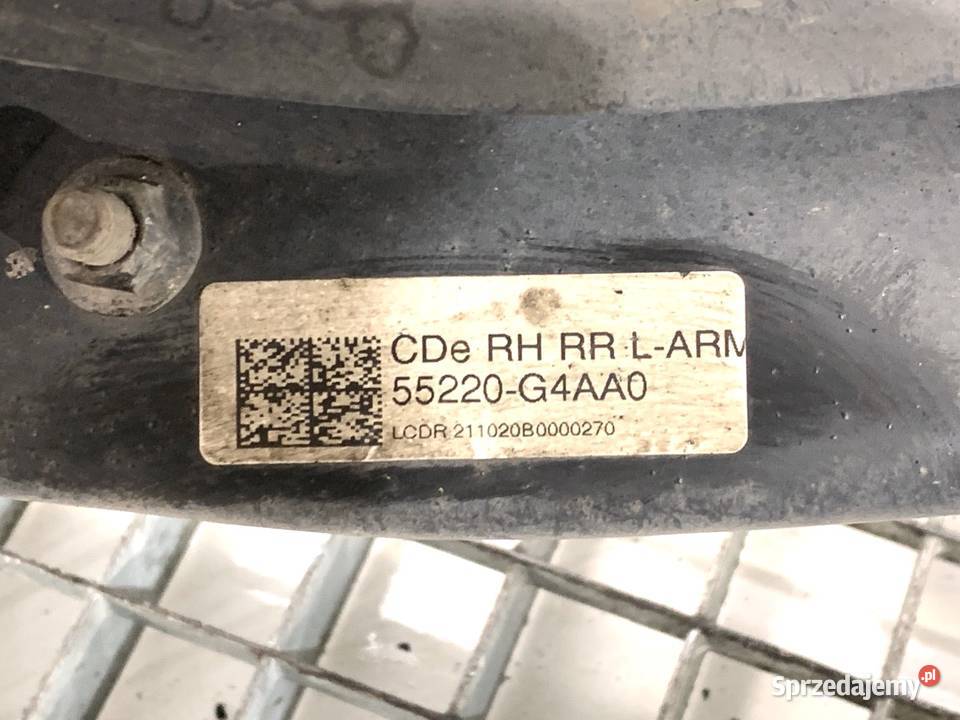 CDe RH RR L-ARM
55220-G4AA0
LCDR 211020B0000270
Sprzedajemy.pl